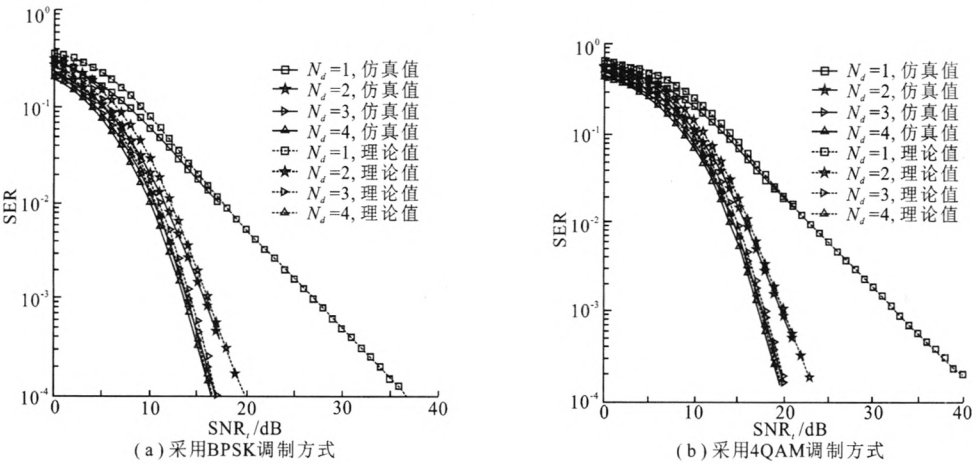 10^0
10^-1
10^-2
10^-3
10^-4
SER
N_d=1, 仿真值
N_d=2, 仿真值
N_d=3, 仿真值
N_d=4, 仿真值
N_d=1, 理论值
N_d=2, 理论值
N_d=3, 理论值
N_d=4, 理论值
0 10 20 30 40
SNR_t/dB
(a)采用BPSK调制方式
10^0
10^-1
10^-2
10^-3
10^-4
SER
N_d=1, 仿真值
N_d=2, 仿真值
N_d=3, 仿真值
N_d=4, 仿真值
N_d=1, 理论值
N_d=2, 理论值
N_d=3, 理论值
N_d=4, 理论值
0 10 20 30 40
SNR_t/dB
(b)采用4QAM调制方式